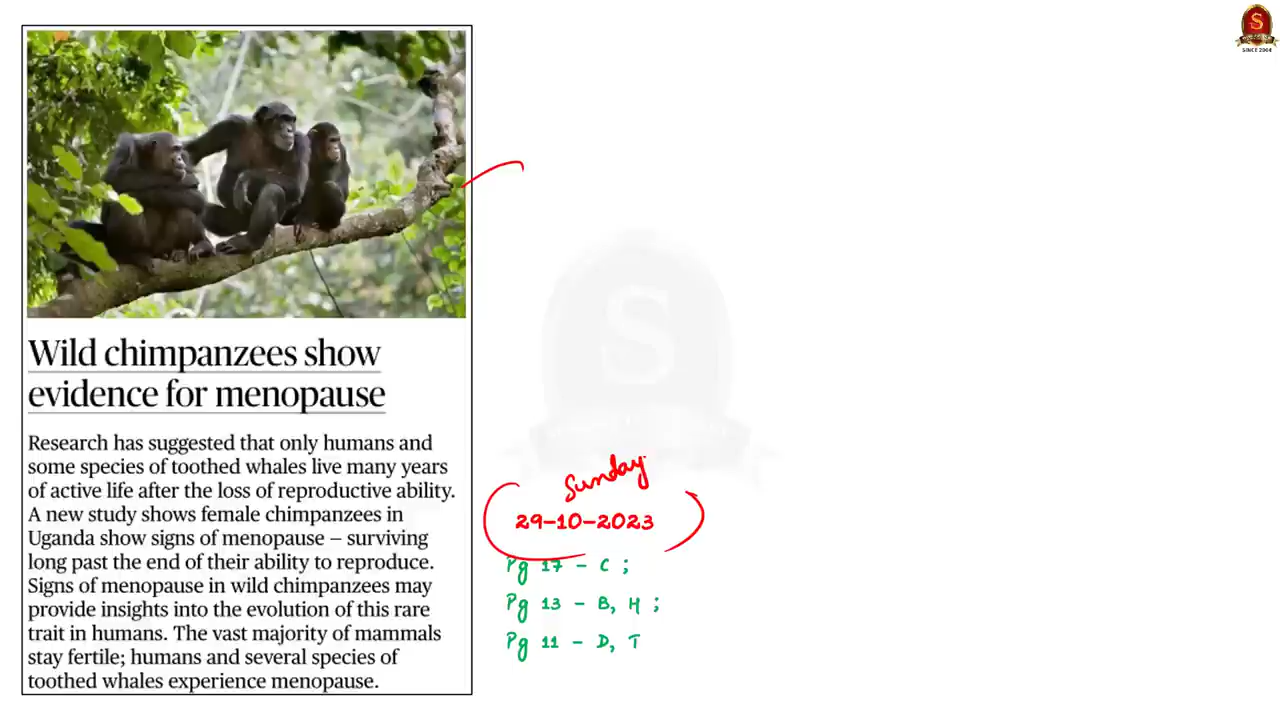 S
SINCE 2004
Wild chimpanzees show
evidence for menopause
Research has suggested that only humans and
some species of toothed whales live many years
of active life after the loss of reproductive ability.
A new study shows female chimpanzees in
Uganda show signs of menopause – surviving
long past the end of their ability to reproduce.
Signs of menopause in wild chimpanzees may
provide insights into the evolution of this rare
trait in humans. The vast majority of mammals
stay fertile; humans and several species of
toothed whales experience menopause.
S
Sunday
29-10-2023
Pg 17 - C ;
Pg 13 - B, H ;
Pg 11 - D, T